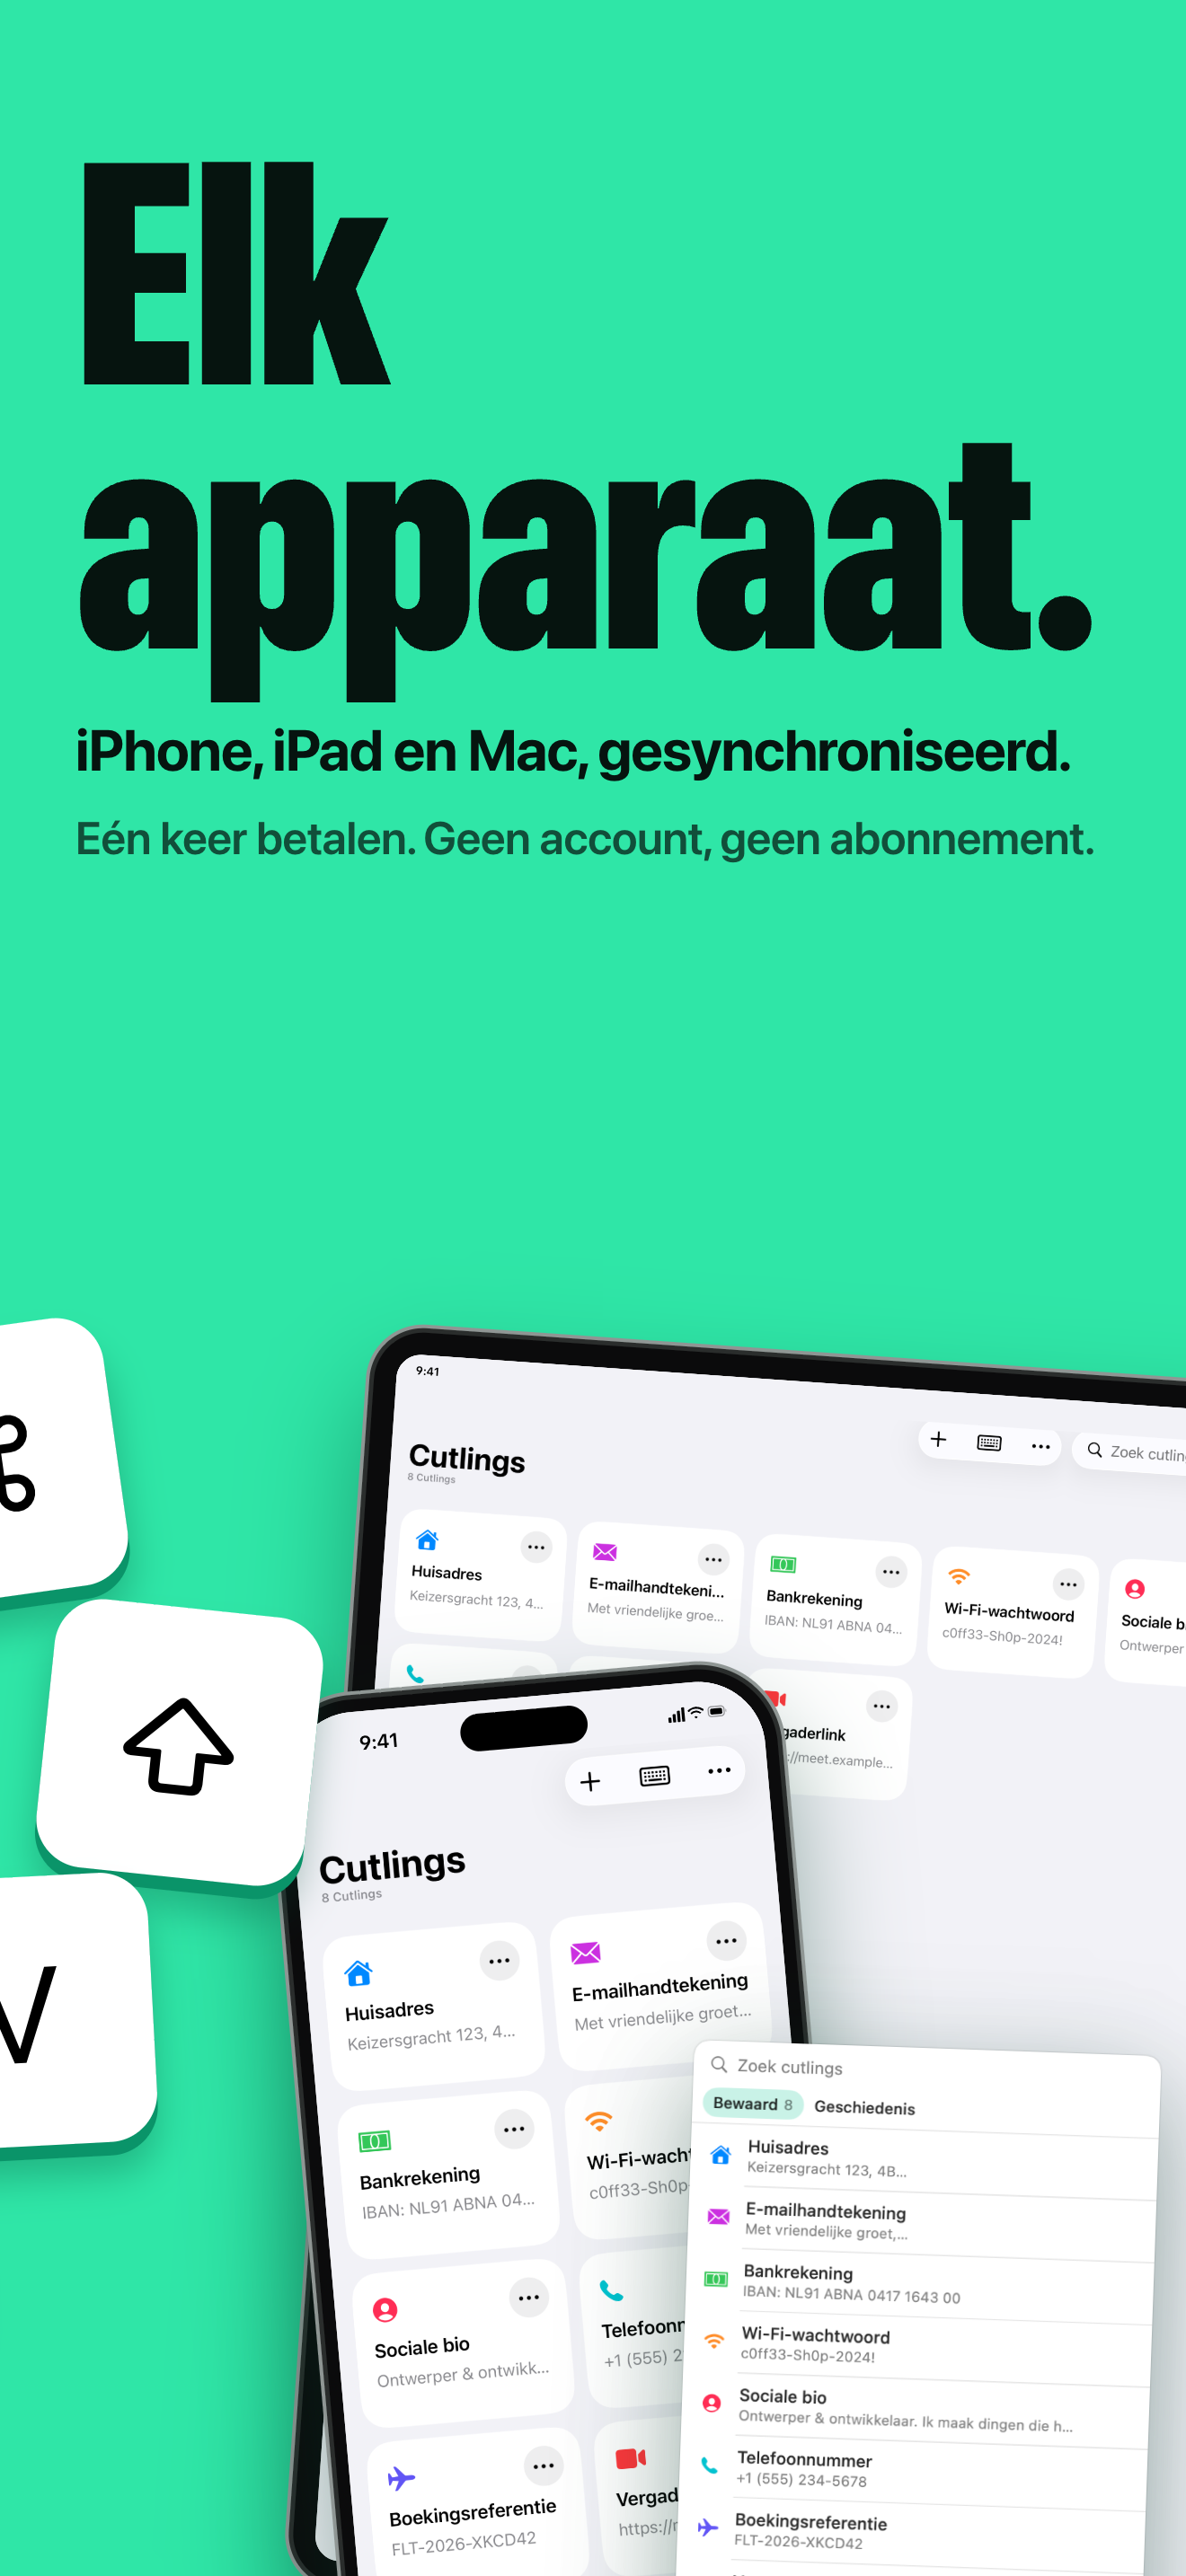 Elk
apparaat.
iPhone, iPad en Mac, gesynchroniseerd.
Eén keer betalen. Geen account, geen abonnement.
⌘
V
9:41
Zoek cutlin
Cutlings
8 Cutlings
Huisadres
Keizersgracht 123, 4...
E-mailhandtekeni...
Met vriendelijke groe...
Bankrekening
IBAN: NL91 ABNA 04...
Wi-Fi-wachtwoord
c0ff33-Sh0p-2024!
Sociale b
Ontwerper
gaderlink
://meet.example...
9:41
Cutlings
8 Cutlings
Huisadres
Keizersgracht 123, 4...
E-mailhandtekening
Met vriendelijke groet...
Bankrekening
IBAN: NL91 ABNA 04...
Wi-Fi-wacht
c0ff33-Sh0p-
Sociale bio
Ontwerper & ontwikk...
Telefoonn
+1 (555) 2
Boekingsreferentie
FLT-2026-XKCD42
Vergad
https://
Zoek cutlings
Bewaard 8 Geschiedenis
Huisadres
Keizersgracht 123, 4B...
E-mailhandtekening
Met vriendelijke groet,...
Bankrekening
IBAN: NL91 ABNA 0417 1643 00
Wi-Fi-wachtwoord
c0ff33-Sh0p-2024!
Sociale bio
Ontwerper & ontwikkelaar. Ik maak dingen die h...
Telefoonnummer
+1 (555) 234-5678
Boekingsreferentie
FLT-2026-XKCD42